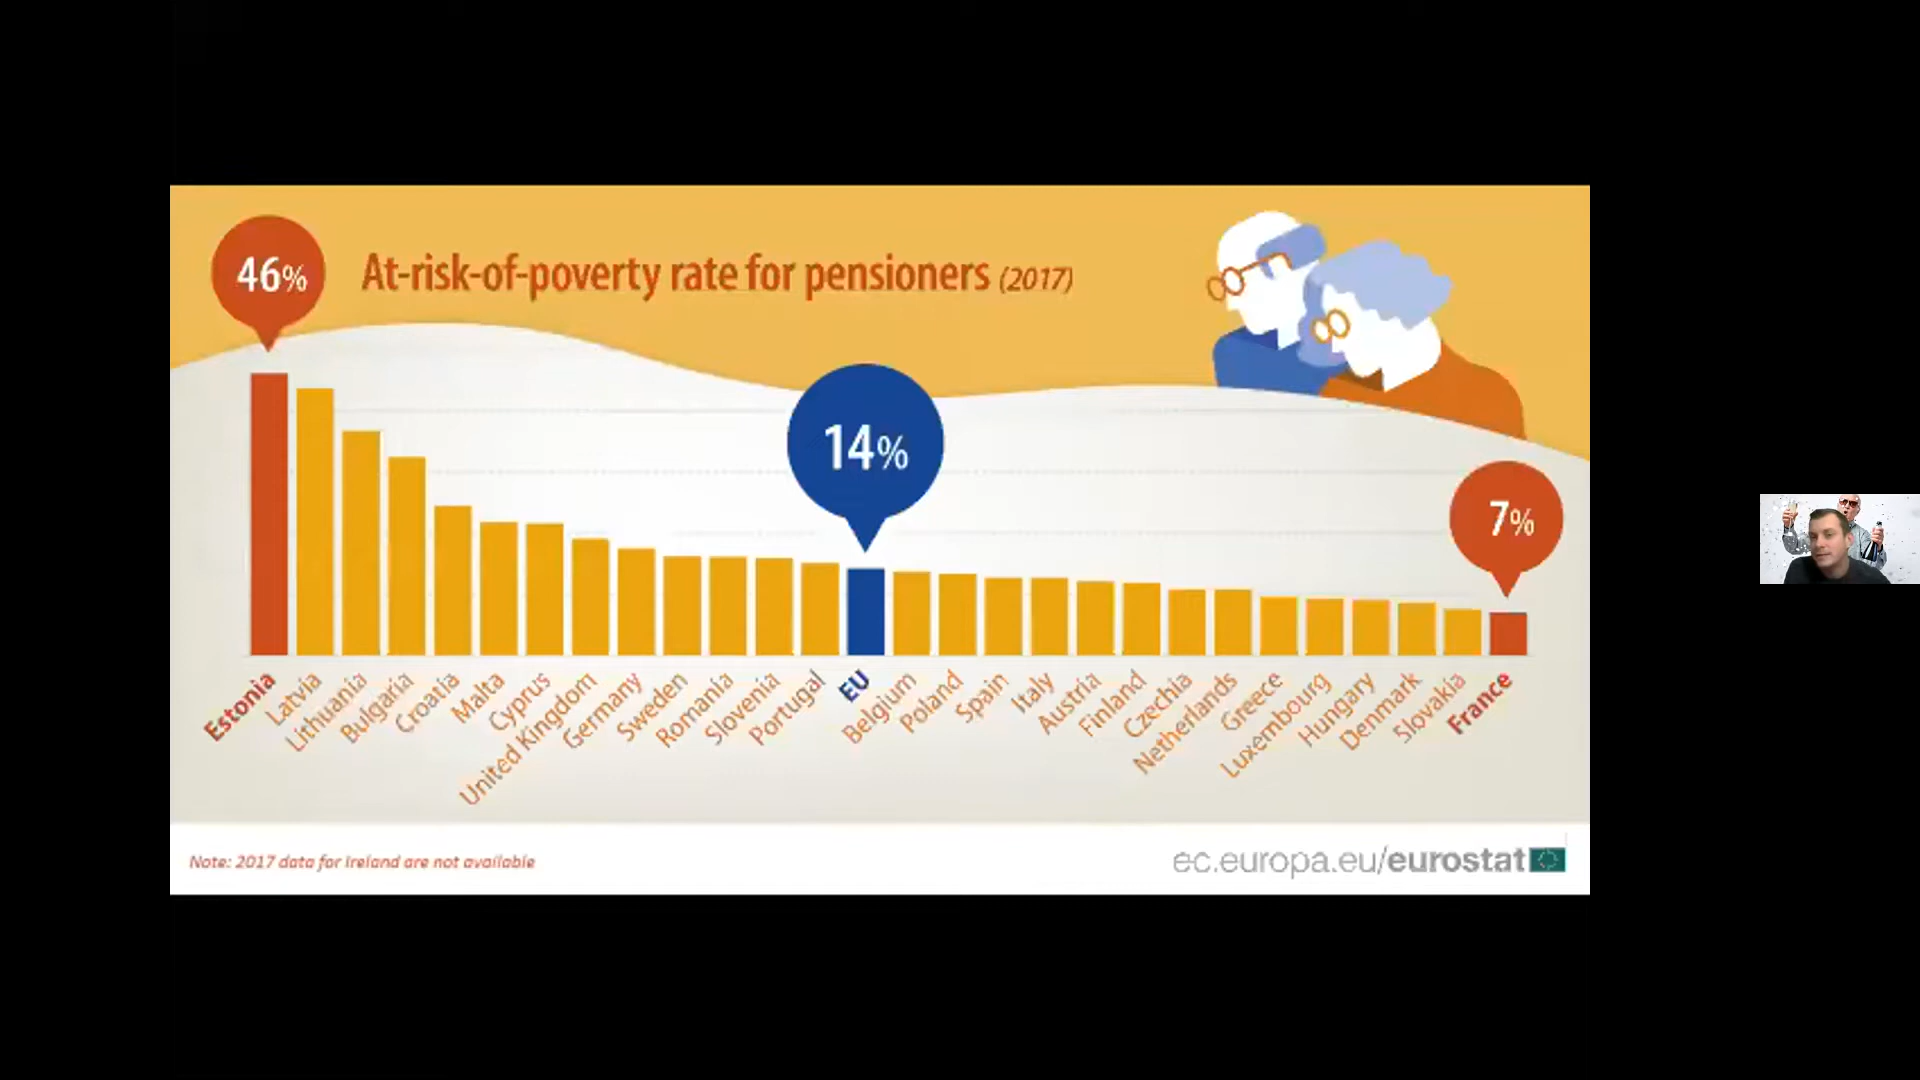 46%
At-risk-of-poverty rate for pensioners (2017)
14%
7%
Estonia
Latvia
Lithuania
Bulgaria
Croatia
Malta
Cyprus
United Kingdom
Germany
Sweden
Romania
Slovenia
Portugal
EU
Belgium
Poland
Spain
Italy
Austria
Finland
Czechia
Netherlands
Greece
Luxembourg
Hungary
Denmark
Slovakia
France
Note: 2017 data for Ireland are not available
ec.europa.eu/eurostat